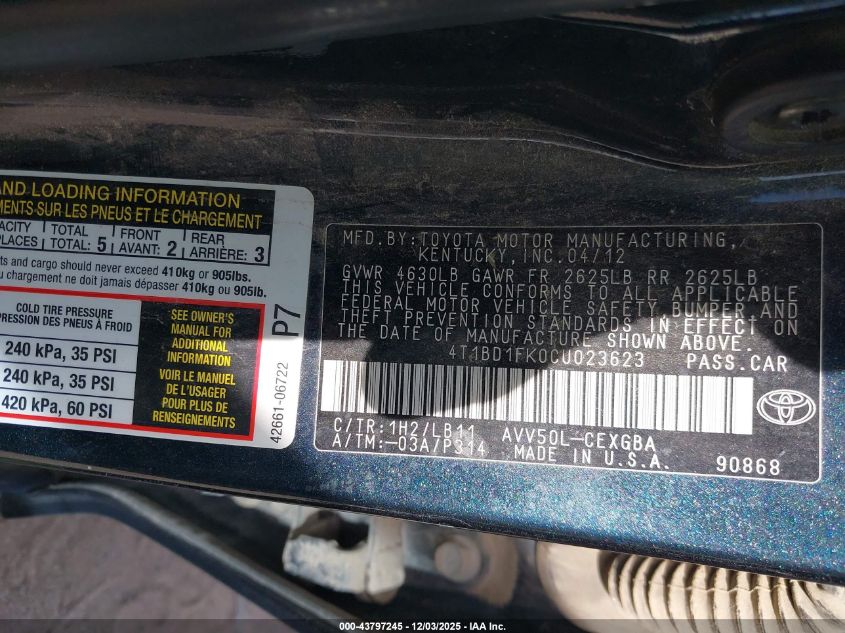 AND LOADING INFORMATION
EMENTS SUR LES PNEUS ET LE CHARGEMENT
TOTAL FRONT REAR
TOTAL: 5 AVANT: 2 ARRIÈRE: 3
and cargo should never exceed 410kg or 905lbs.
du chargement ne doit jamais dépasser 410kg ou 905lb.
COLD TIRE PRESSURE
PRESSION DES PNEUS À FROID
240 kPa, 35 PSI
240 kPa, 35 PSI
420 kPa, 60 PSI
SEE OWNER'S
MANUAL FOR
ADDITIONAL
INFORMATION
VOIR LE MANUEL
DE L'USAGER
POUR PLUS DE
RENSEIGNEMENTS
P7
42661-06722
MFD.BY:TOYOTA MOTOR MANUFACTURING,
KENTUCKY,INC.04/12
GVWR 4630LB GAWR FR 2625LB RR 2625LB
THIS VEHICLE CONFORMS TO ALL APPLICABLE
FEDERAL MOTOR VEHICLE SAFETY,BUMPER AND
THEFT PREVENTION STANDARDS IN EFFECT ON
THE DATE OF MANUFACTURE SHOWN ABOVE.
4T1BD1FK0CU023623 PASS.CAR
C/TR:1H2/LB11 AVV50L-CEXGBA
A/TM:-03A/P314 MADE IN U.S.A. 90868
TOYOTA
000-43797245 - 12/03/2025 - IAA Inc.